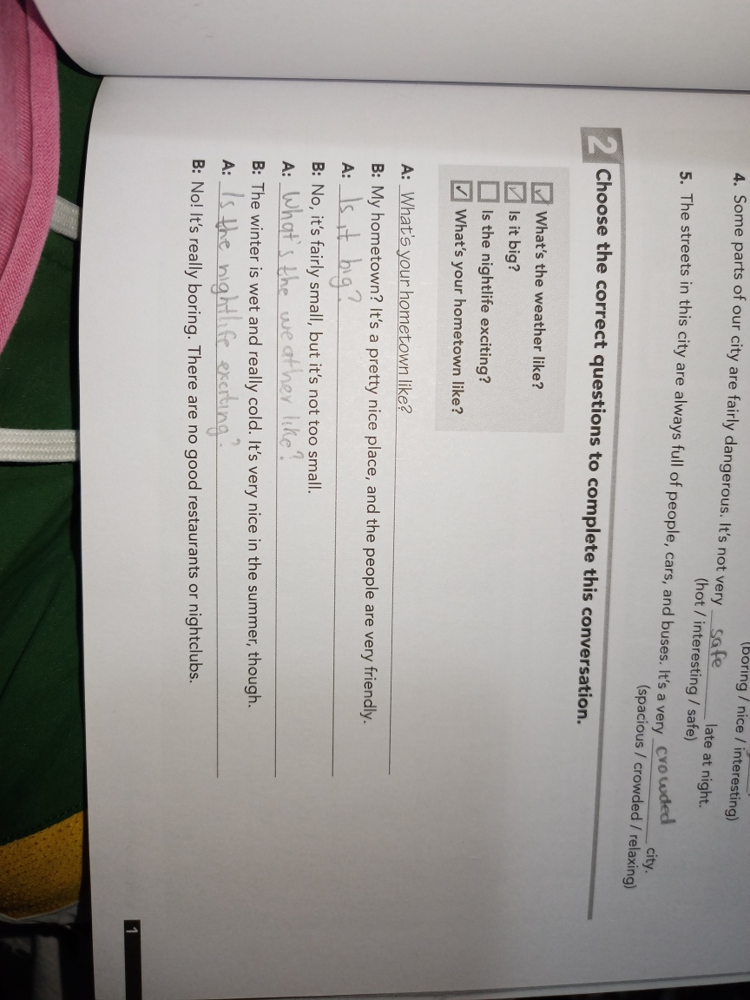 (boring / nice / interesting)
4. Some parts of our city are fairly dangerous. It's not very safe late at night.
(hot / interesting / safe)
5. The streets in this city are always full of people, cars, and buses. It's a very crowded city.
(spacious / crowded / relaxing)
2 Choose the correct questions to complete this conversation.
☑ What's the weather like?
☑ Is it big?
☐ Is the nightlife exciting?
☑ What's your hometown like?
A: What's your hometown like?
B: My hometown? It's a pretty nice place, and the people are very friendly.
A: Is it big?
B: No, it's fairly small, but it's not too small.
A: What's the weather like?
B: The winter is wet and really cold. It's very nice in the summer, though.
A: Is the nightlife exciting?
B: No! It's really boring. There are no good restaurants or nightclubs.
1